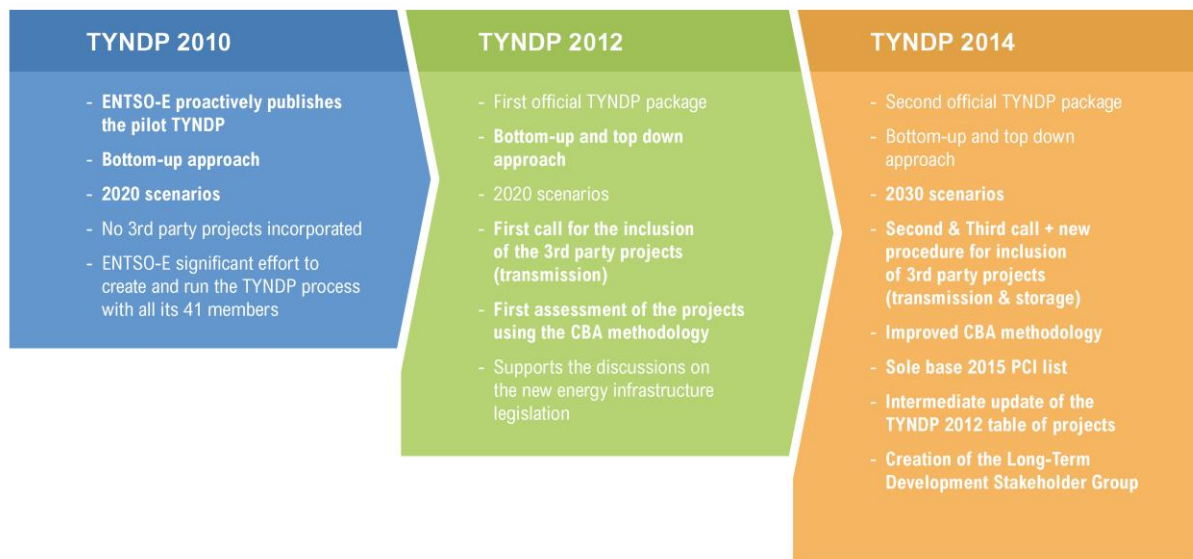 TYNDP 2010
- ENTSO-E proactively publishes
the pilot TYNDP
- Bottom-up approach
- 2020 scenarios
- No 3rd party projects incorporated
- ENTSO-E significant effort to
create and run the TYNDP process
with all its 41 members
TYNDP 2012
- First official TYNDP package
- Bottom-up and top down
approach
- 2020 scenarios
- First call for the inclusion
of the 3rd party projects
(transmission)
- First assessment of the projects
using the CBA methodology
- Supports the discussions on
the new energy infrastructure
legislation
TYNDP 2014
- Second official TYNDP package
- Bottom-up and top down
approach
- 2030 scenarios
- Second & Third call + new
procedure for inclusion
of 3rd party projects
(transmission & storage)
- Improved CBA methodology
- Sole base 2015 PCI list
- Intermediate update of the
TYNDP 2012 table of projects
- Creation of the Long-Term
Development Stakeholder Group